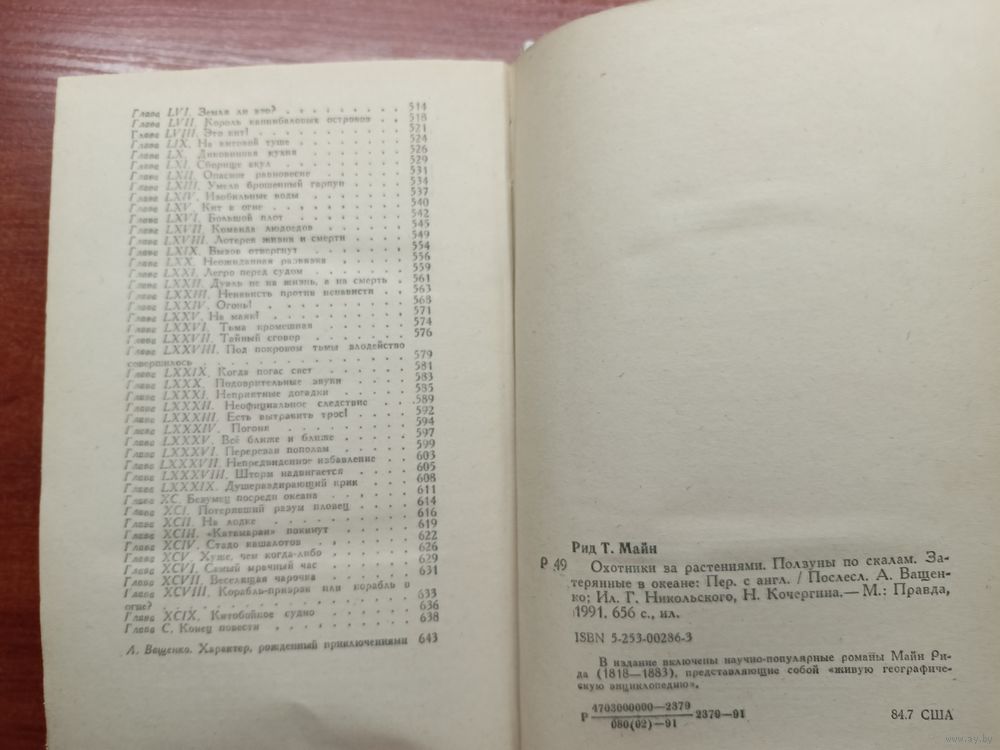 Глава LVI. Земля ли это? . . . . . . . . 514
Глава LVII. Король каннибаловых островов . . 518
Глава LVIII. Это кит! . . . . . . . . 521
Глава LIX. На китовой туше . . . . . . . 524
Глава LX. Диковинная кухня . . . . . . . 526
Глава LXI. Сборище акул . . . . . . . . 529
Глава LXII. Опасное равновесие . . . . . . 531
Глава LXIII. Умело брошенный гарпун . . . . 534
Глава LXIV. Изобильные воды . . . . . . 537
Глава LXV. Кит в огне . . . . . . . . 540
Глава LXVI. Большой плот . . . . . . . 542
Глава LXVII. Команда людоедов . . . . . . 545
Глава LXVIII. Лотерея жизни и смерти . . . . 549
Глава LXIX. Вызов отвергнут . . . . . . . 554
Глава LXX. Неожиданная развязка . . . . . 556
Глава LXXI. Легро перед судом . . . . . . 559
Глава LXXII. Дуэль не на жизнь, а на смерть . 561
Глава LXXIII. Ненависть против ненависти . . 563
Глава LXXIV. Огонь! . . . . . . . . 568
Глава LXXV. На маяк! . . . . . . . . 571
Глава LXXVI. Тьма кромешная . . . . . . 574
Глава LXXVII. Тайный сговор . . . . . . 576
Глава LXXVIII. Под покровом тьмы злодейство
совершилось . . . . . . . . . . . 579
Глава LXXIX. Когда погас свет . . . . . . 581
Глава LXXX. Подозрительные звуки . . . . . 583
Глава LXXXI. Неприятные догадки . . . . . 585
Глава LXXXII. Неофициальное следствие . . . 589
Глава LXXXIII. Есть вытравить трос! . . . . 592
Глава LXXXIV. Погоня . . . . . . . . 594
Глава LXXXV. Всё ближе и ближе . . . . . 597
Глава LXXXVI. Перерезан пополам . . . . . 599
Глава LXXXVII. Непредвиденное избавление . . 603
Глава LXXXVIII. Шторм надвигается . . . . 605
Глава LXXXIX. Душераздирающий крик . . . . 608
Глава XC. Безумец посреди океана . . . . . 611
Глава XCI. Потерявший разум пловец . . . . 614
Глава XCII. На лодке . . . . . . . . 616
Глава XCIII. «Катамаран» покинут . . . . . 619
Глава XCIV. Стадо кашалотов . . . . . . 622
Глава XCV. Хуже, чем когда-либо . . . . . 626
Глава XCVI. Самый мрачный час . . . . . . 629
Глава XCVII. Веселящая чарочка . . . . . . 631
Глава XCVIII. Корабль-призрак или корабль в
огне? . . . . . . . . . . . . . 633
Глава XCIX. Китобойное судно . . . . . . 636
Глава C. Конец повести . . . . . . . . 638
А. Ващенко. Характер, рожденный приключениями 643
Рид Т. Майн
Р 49 Охотники за растениями. Ползуны по скалам. За-
терянные в океане: Пер. с англ. / Послесл. А. Ващен-
ко; Ил. Г. Никольского, Н. Кочергина.— М.: Правда,
1991. 656 с., ил.
ISBN 5-253-00286-3
В издание включены научно-популярные романы Майн Ри-
да (1818—1883), представляющие собой «живую географиче-
скую энциклопедию».
Р 4703000000—2379
080(02)—91 2379—91
84.7 США
www.ay.by